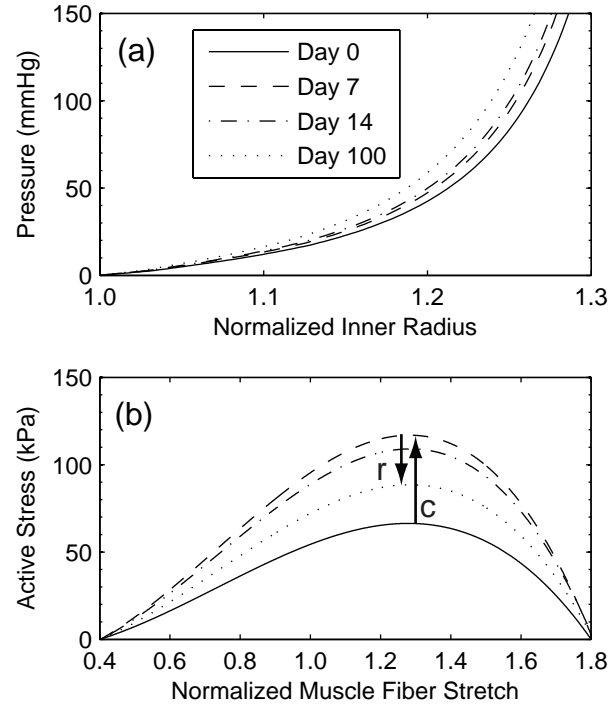 (a)
Day 0
Day 7
Day 14
Day 100
150
100
50
0
Pressure (mmHg)
1.0 1.1 1.2 1.3
Normalized Inner Radius
(b)
150
100
50
0
Active Stress (kPa)
r
c
0.4 0.6 0.8 1.0 1.2 1.4 1.6 1.8
Normalized Muscle Fiber Stretch